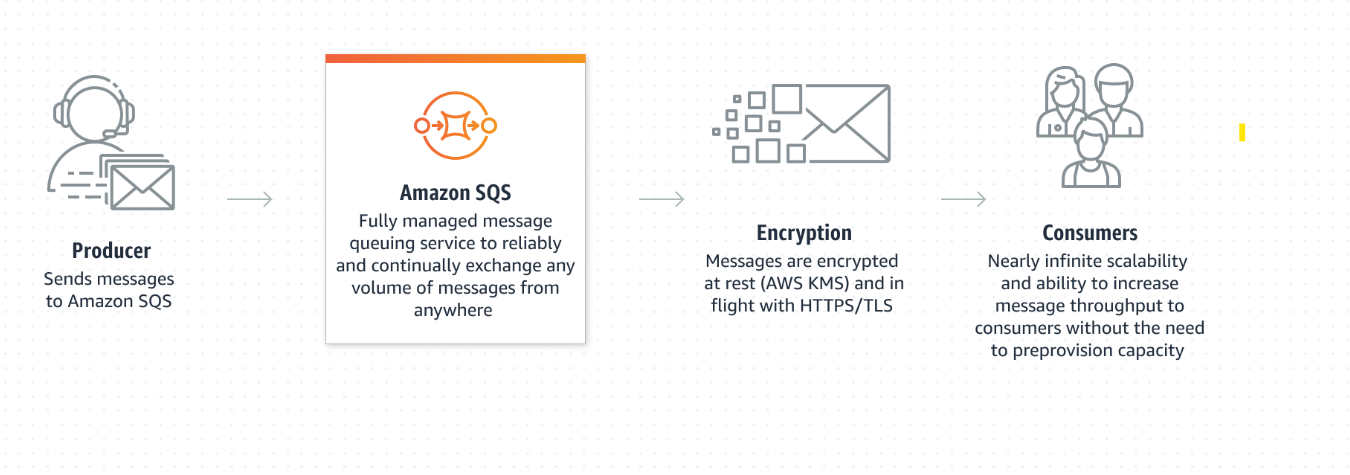 Producer
Sends messages
to Amazon SQS
Amazon SQS
Fully managed message
queuing service to reliably
and continually exchange any
volume of messages from
anywhere
Encryption
Messages are encrypted
at rest (AWS KMS) and in
flight with HTTPS/TLS
Consumers
Nearly infinite scalability
and ability to increase
message throughput to
consumers without the need
to preprovision capacity